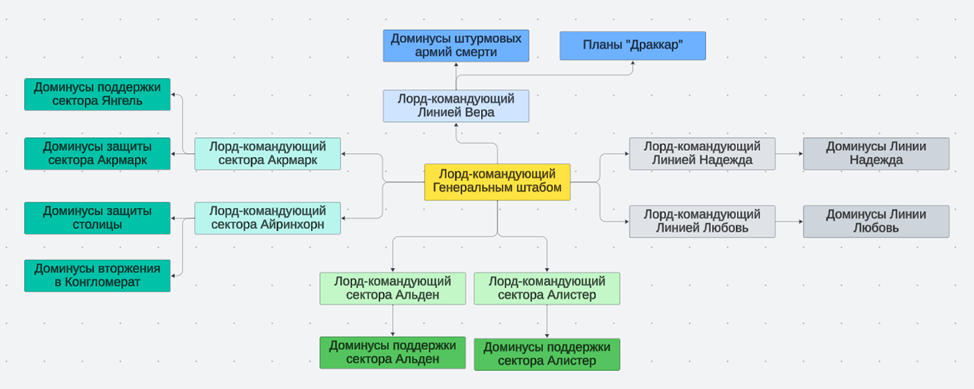 Доминусы штурмовых
армий смерти
Планы "Драккар"
Доминусы поддержки
сектора Янгель
Лорд-командующий
Линией Вера
Доминусы защиты
сектора Акрмарк
Лорд-командующий
сектора Акрмарк
Лорд-командующий
Генеральным штабом
Лорд-командующий
Линией Надежда
Доминусы Линии
Надежда
Доминусы защиты
столицы
Лорд-командующий
сектора Айринхорн
Лорд-командующий
Линией Любовь
Доминусы Линии
Любовь
Доминусы вторжения
в Конгломерат
Лорд-командующий
сектора Альден
Лорд-командующий
сектора Алистер
Доминусы поддержки
сектора Альден
Доминусы поддержки
сектора Алистер